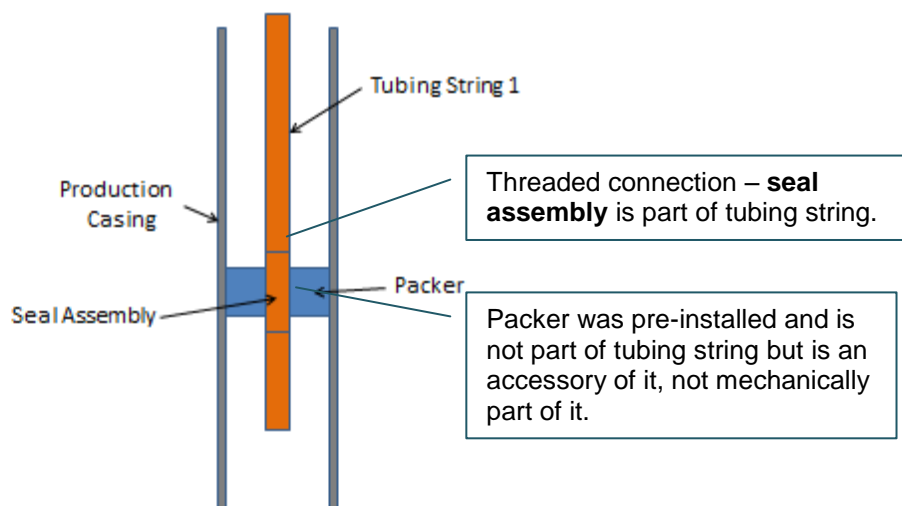 Tubing String 1
Threaded connection – seal
assembly is part of tubing string.
Production
Casing
Packer
Seal Assembly
Packer was pre-installed and is
not part of tubing string but is an
accessory of it, not mechanically
part of it.